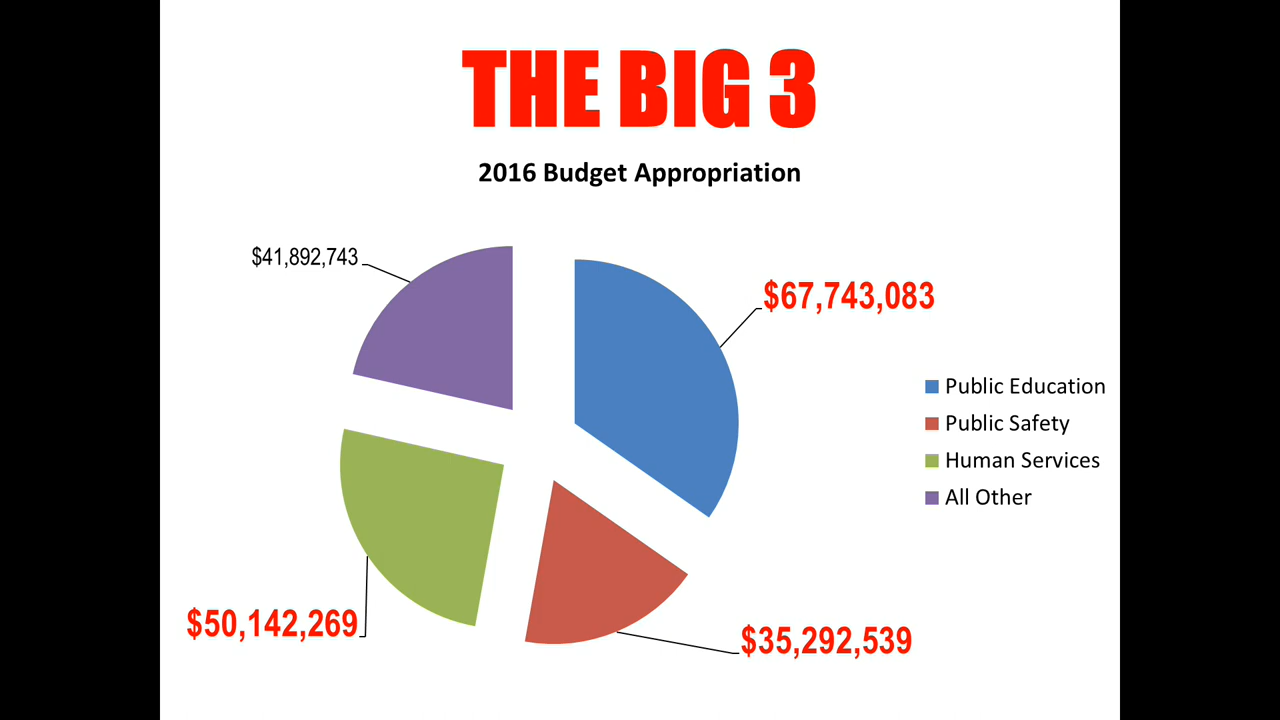 THE BIG 3
2016 Budget Appropriation
$41,892,743
$67,743,083
Public Education
Public Safety
Human Services
All Other
$50,142,269
$35,292,539